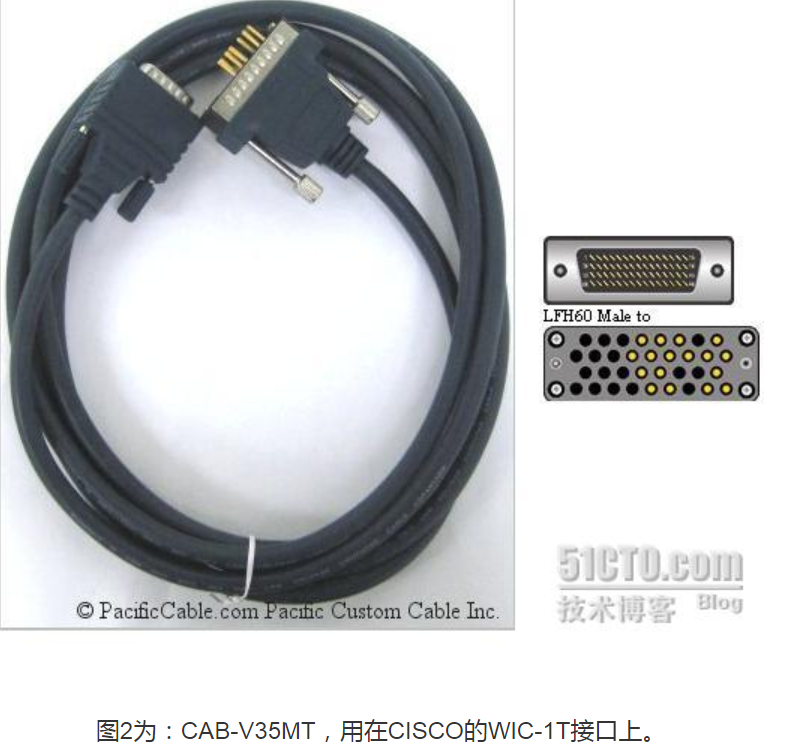 LFH60 Male to
51CTO.com
技术博客 Blog
© PacificCable.com Pacific Custom Cable Inc.
图2为：CAB-V35MT，用在CISCO的WIC-1T接口上。